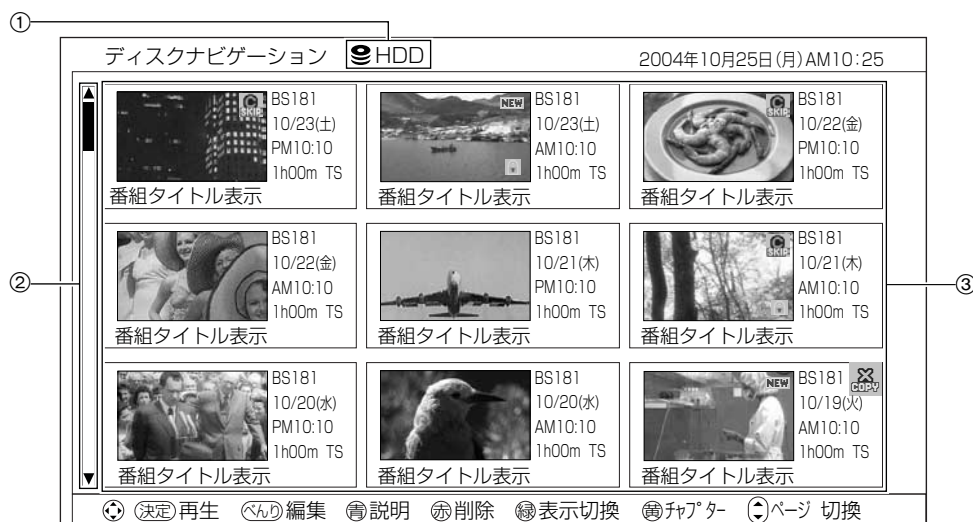 ①
ディスクナビゲーション HDD 2004年10月25日(月)AM10:25
②
③
SKIP
BS181
10/23(土)
PM10:10
1h00m TS
番組タイトル表示
NEW
BS181
10/23(土)
AM10:10
1h00m TS
番組タイトル表示
SKIP
BS181
10/22(金)
PM10:10
1h00m TS
番組タイトル表示
BS181
10/22(金)
AM10:10
1h00m TS
番組タイトル表示
BS181
10/21(木)
PM10:10
1h00m TS
番組タイトル表示
SKIP
BS181
10/21(木)
AM10:10
1h00m TS
番組タイトル表示
BS181
10/20(水)
PM10:10
1h00m TS
番組タイトル表示
BS181
10/20(水)
AM10:10
1h00m TS
番組タイトル表示
NEW
BS181
COPY
10/19(火)
AM10:10
1h00m TS
番組タイトル表示
決定 再生 べんり 編集 青 説明 赤 削除 緑 表示切換 黄 ﾁｬﾌﾟﾀｰ ページ 切換